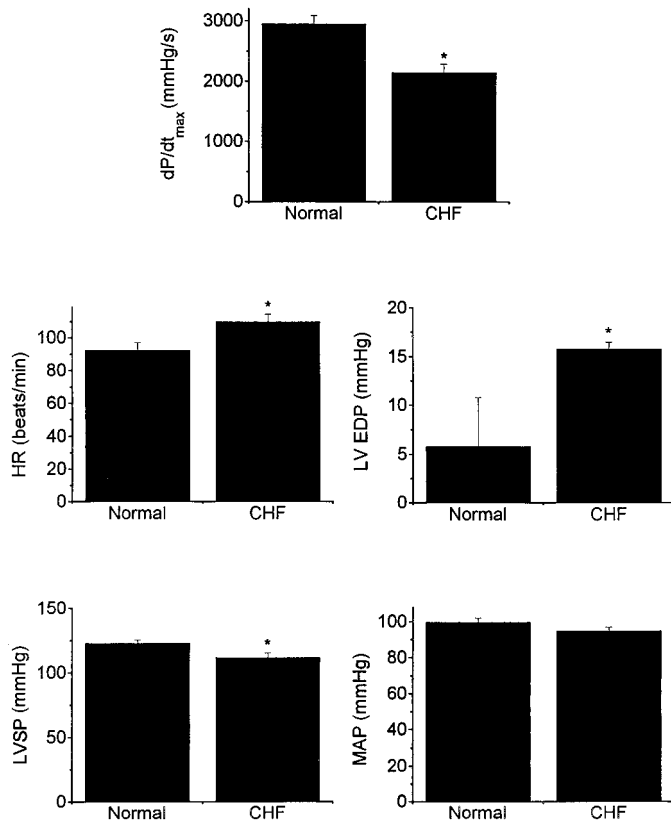 dP/dt_max (mmHg/s)
3000
2000
1000
0
*
Normal
CHF
HR (beats/min)
100
80
60
40
20
0
*
Normal
CHF
LV EDP (mmHg)
20
15
10
5
0
*
Normal
CHF
LVSP (mmHg)
150
100
50
0
*
Normal
CHF
MAP (mmHg)
100
80
60
40
20
0
Normal
CHF